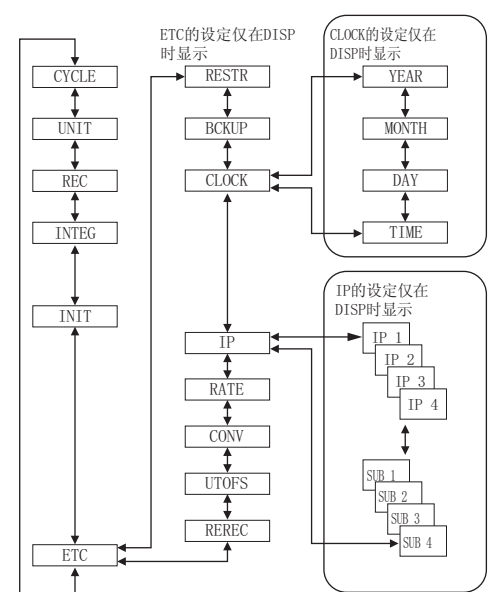 ETC的设定仅在DISP
时显示
CLOCK的设定仅在
DISP时显示
CYCLE
UNIT
REC
INTEG
INIT
ETC
RESTR
BCKUP
CLOCK
IP
RATE
CONV
UTOFS
REREC
YEAR
MONTH
DAY
TIME
IP的设定仅在
DISP时显示
IP 1
IP 2
IP 3
IP 4
SUB 1
SUB 2
SUB 3
SUB 4